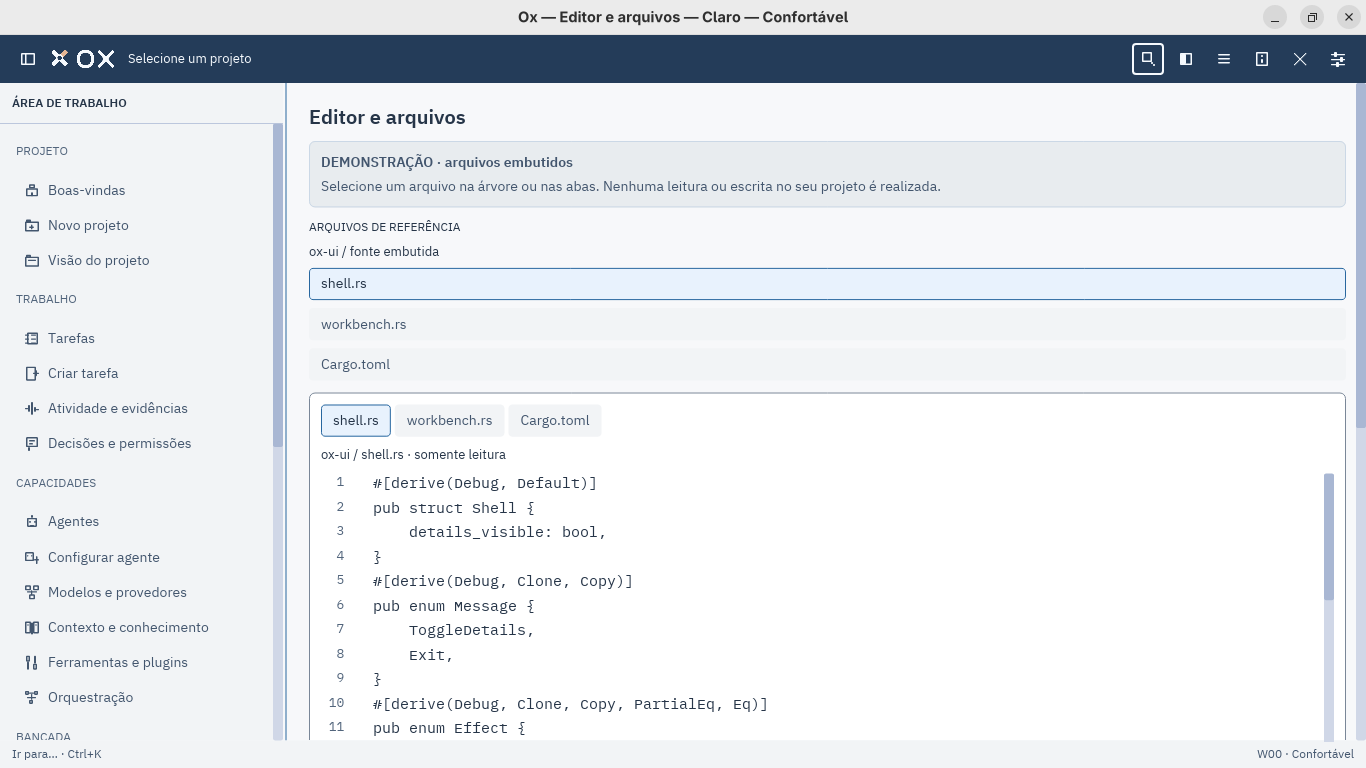 Ox — Editor e arquivos — Claro — Confortável
OX Selecione um projeto
ÁREA DE TRABALHO
PROJETO
Boas-vindas
Novo projeto
Visão do projeto
TRABALHO
Tarefas
Criar tarefa
Atividade e evidências
Decisões e permissões
CAPACIDADES
Agentes
Configurar agente
Modelos e provedores
Contexto e conhecimento
Ferramentas e plugins
Orquestração
BANCADA
Editor e arquivos
DEMONSTRAÇÃO · arquivos embutidos
Selecione um arquivo na árvore ou nas abas. Nenhuma leitura ou escrita no seu projeto é realizada.
ARQUIVOS DE REFERÊNCIA
ox-ui / fonte embutida
shell.rs
workbench.rs
Cargo.toml
shell.rs workbench.rs Cargo.toml
ox-ui / shell.rs · somente leitura
1 #[derive(Debug, Default)]
2 pub struct Shell {
3     details_visible: bool,
4 }
5 #[derive(Debug, Clone, Copy)]
6 pub enum Message {
7     ToggleDetails,
8     Exit,
9 }
10 #[derive(Debug, Clone, Copy, PartialEq, Eq)]
11 pub enum Effect {
Ir para... · Ctrl+K
W00 · Confortável